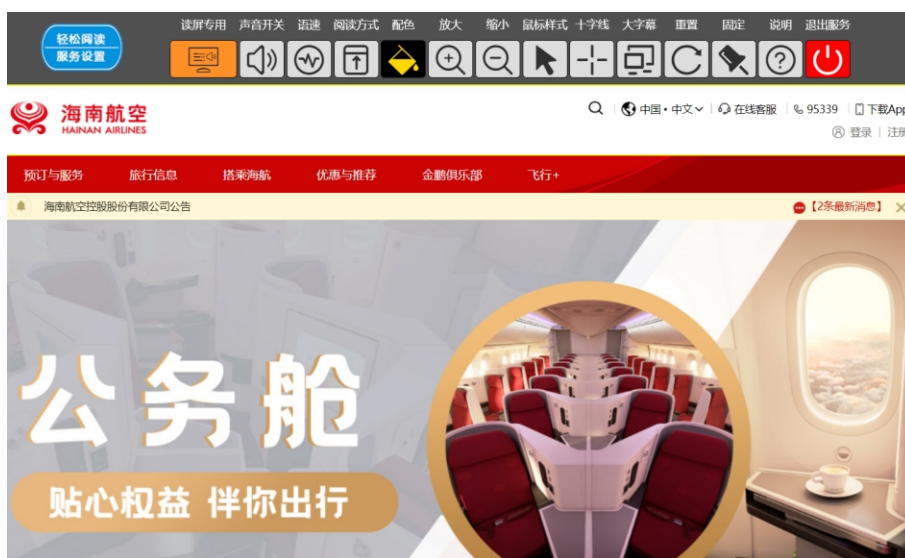 轻松阅读
服务设置
读屏专用 声音开关 语速 阅读方式 配色 放大 缩小 鼠标样式 十字线 大字幕 重置 固定 说明 退出服务
海南航空
HAINAN AIRLINES
中国•中文 在线客服 95339 下载App
登录 注册
预订与服务 旅行信息 搭乘海航 优惠与推荐 金鹏俱乐部 飞行+
海南航空控股股份有限公司公告 【2条最新消息】
公务舱
贴心权益 伴你出行